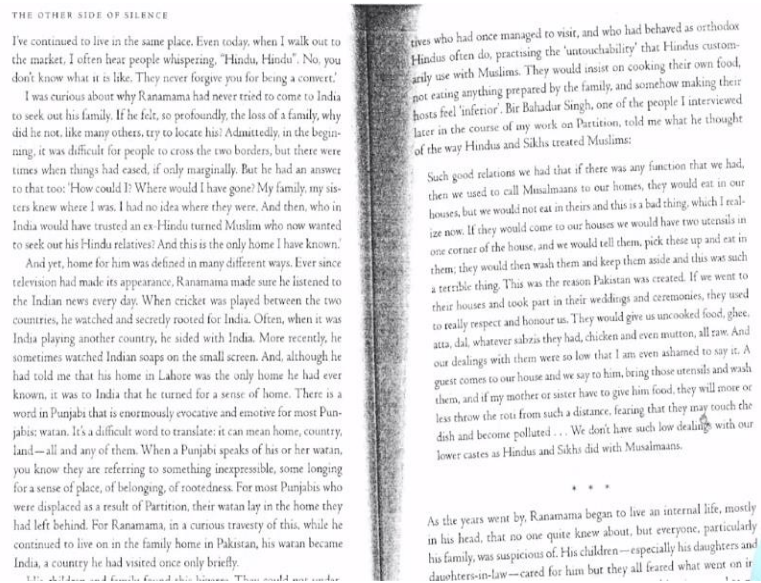 THE OTHER SIDE OF SILENCE
I've continued to live in the same place. Even today, when I walk out to
the market, I often hear people whispering, "Hindu, Hindu". No, you
don't know what it is like. They never forgive you for being a convert.'
I was curious about why Ranamama had never tried to come to India
to seek out his family. If he felt, so profoundly, the loss of a family, why
did he not, like many others, try to locate his? Admittedly, in the begin-
ning, it was difficult for people to cross the two borders, but there were
times when things had eased, if only marginally. But he had an answer
to that too: 'How could I? Where would I have gone? My family, my sis-
ters knew where I was. I had no idea where they were. And then, who in
India would have trusted an ex-Hindu turned Muslim who now wanted
to seek out his Hindu relatives? And this is the only home I have known.'
And yet, home for him was defined in many different ways. Ever since
television had made its appearance, Ranamama made sure he listened to
the Indian news every day. When cricket was played between the two
countries, he watched and secretly rooted for India. Often, when it was
India playing another country, he sided with India. More recently, he
sometimes watched Indian soaps on the small screen. And, although he
had told me that his home in Lahore was the only home he had ever
known, it was to India that he turned for a sense of home. There is a
word in Punjabi that is enormously evocative and emotive for most Pun-
jabis: watan. It's a difficult word to translate: it can mean home, country,
land—all and any of them. When a Punjabi speaks of his or her watan,
you know they are referring to something inexpressible, some longing
for a sense of place, of belonging, of rootedness. For most Punjabis who
were displaced as a result of Partition, their watan lay in the home they
had left behind. For Ranamama, in a curious travesty of this, while he
continued to live on in the family home in Pakistan, his watan became
India, a country he had visited once only briefly.
His children and family found this bizarre. They could not under-
tives who had once managed to visit, and who had behaved as orthodox
Hindus often do, practising the 'untouchability' that Hindus custom-
arily use with Muslims. They would insist on cooking their own food,
not eating anything prepared by the family, and somehow making their
hosts feel 'inferior'. Bir Bahadur Singh, one of the people I interviewed
later in the course of my work on Partition, told me what he thought
of the way Hindus and Sikhs treated Muslims:
Such good relations we had that if there was any function that we had,
then we used to call Musalmaans to our homes, they would eat in our
houses, but we would not eat in theirs and this is a bad thing, which I real-
ize now. If they would come to our houses we would have two utensils in
one corner of the house, and we would tell them, pick these up and eat in
them; they would then wash them and keep them aside and this was such
a terrible thing. This was the reason Pakistan was created. If we went to
their houses and took part in their weddings and ceremonies, they used
to really respect and honour us. They would give us uncooked food, ghee,
atta, dal, whatever sabzis they had, chicken and even mutton, all raw. And
our dealings with them were so low that I am even ashamed to say it. A
guest comes to our house and we say to him, bring those utensils and wash
them, and if my mother or sister have to give him food, they will more or
less throw the roti from such a distance, fearing that they may touch the
dish and become polluted . . . We don't have such low dealings with our
lower castes as Hindus and Sikhs did with Musalmaans.
* * *
As the years went by, Ranamama began to live an internal life, mostly
in his head, that no one quite knew about, but everyone, particularly
his family, was suspicious of. His children—especially his daughters and
daughters-in-law—cared for him but they all feared what went on in